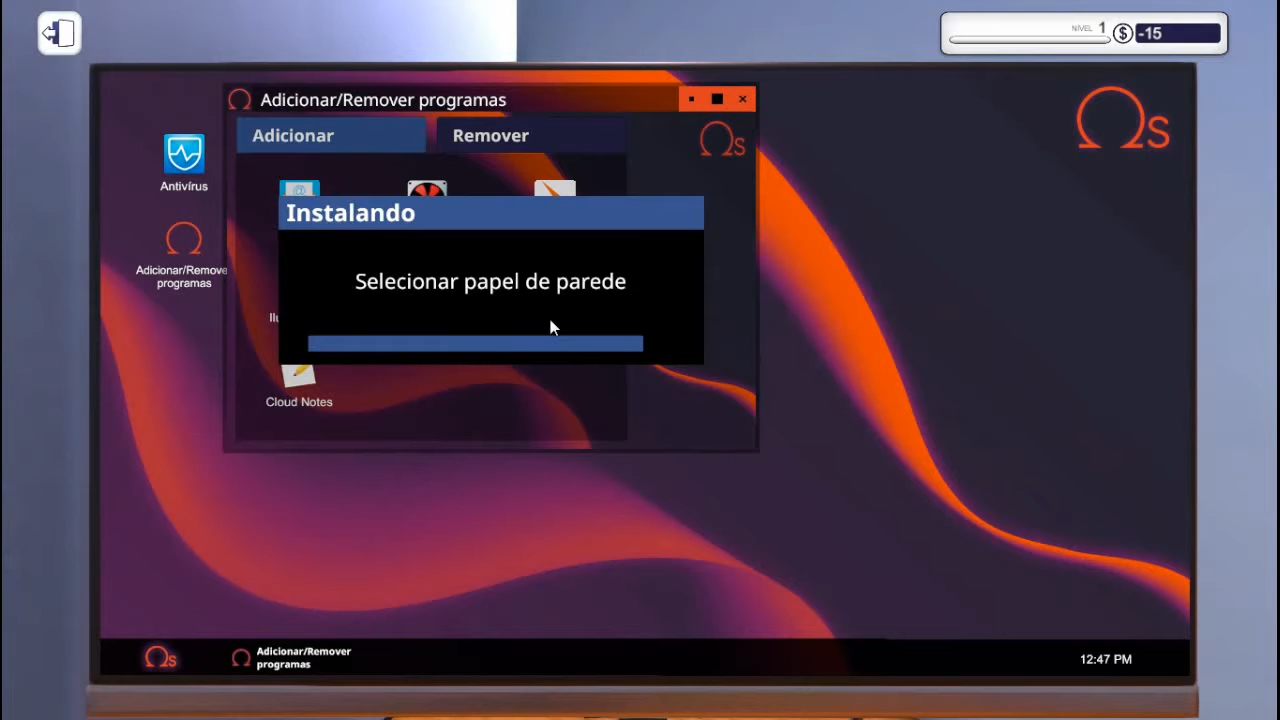 NÍVEL 1
$ -15
Adicionar/Remover programas
Adicionar
Remover
Ωs
Ωs
Antivírus
Instalando
Selecionar papel de parede
Adicionar/Remove
programas
Cloud Notes
Ωs
Adicionar/Remover
programas
12:47 PM